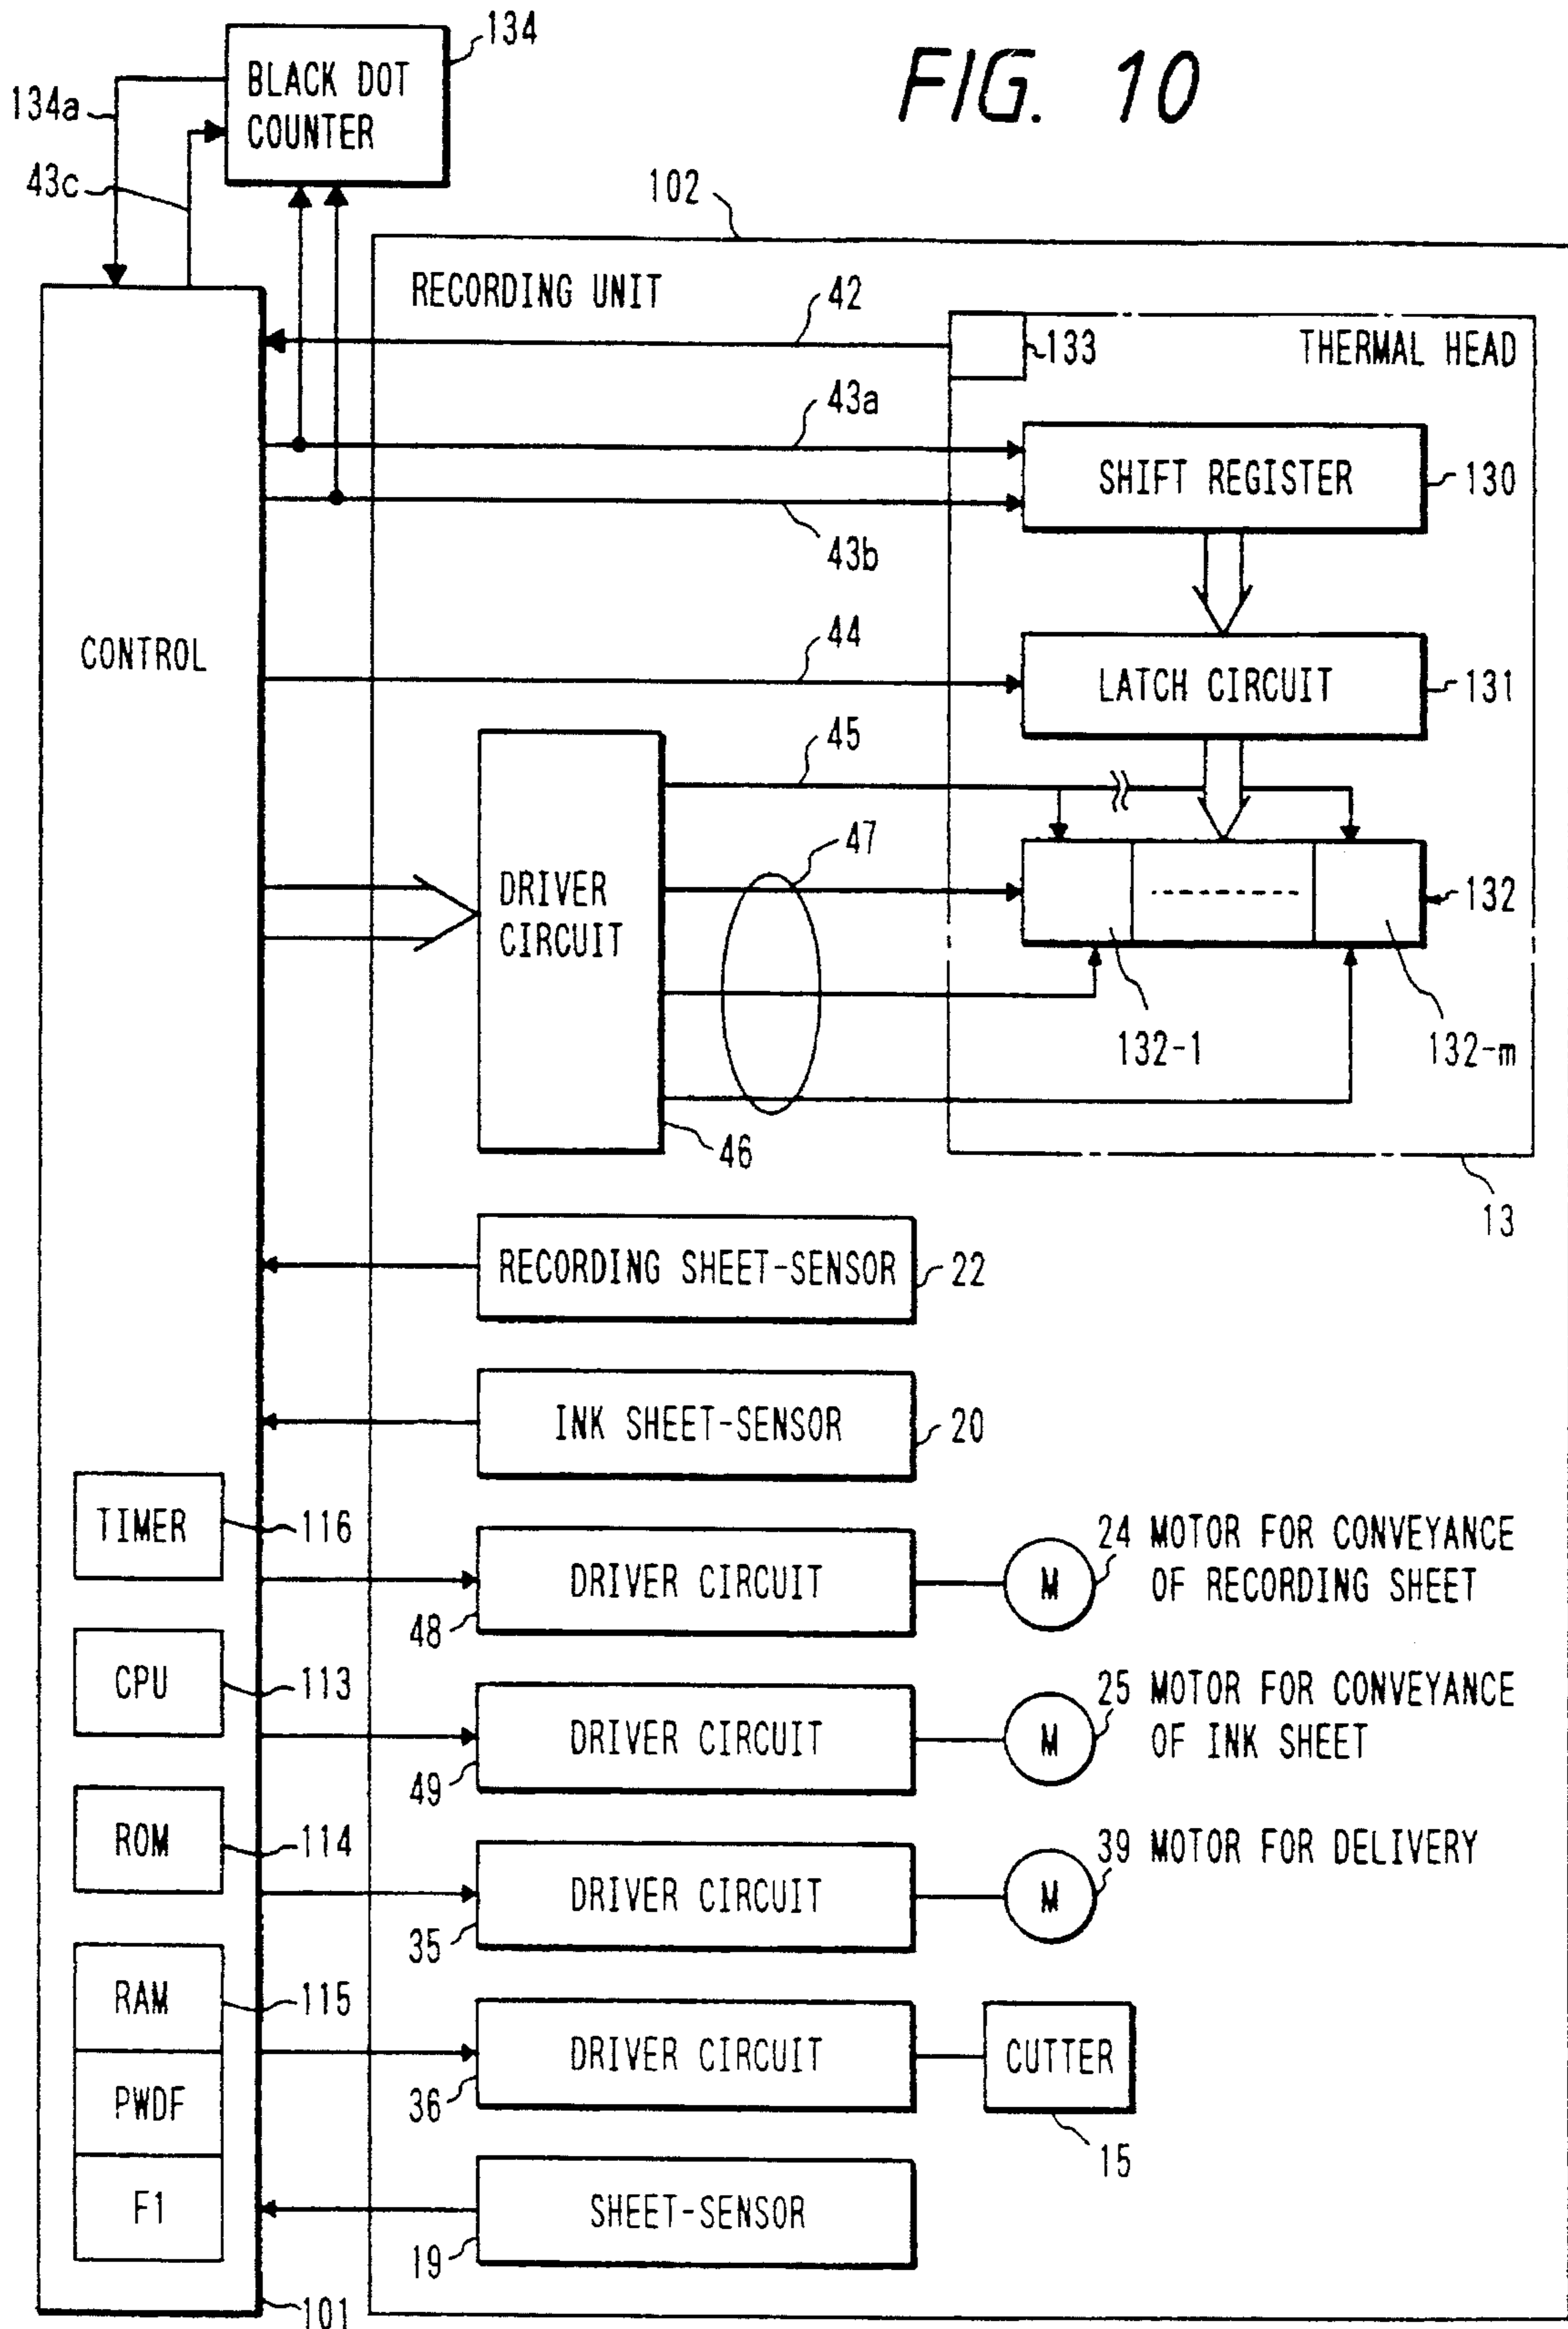 FIG. 10
134
BLACK DOT
COUNTER
134a
43c
102
RECORDING UNIT
42
133
THERMAL HEAD
43a
SHIFT REGISTER
130
43b
CONTROL
44
LATCH CIRCUIT
131
45
47
DRIVER
CIRCUIT
132
132-1
132-m
46
13
RECORDING SHEET-SENSOR
22
INK SHEET-SENSOR
20
TIMER
116
DRIVER CIRCUIT
48
M
24 MOTOR FOR CONVEYANCE
OF RECORDING SHEET
CPU
113
DRIVER CIRCUIT
49
M
25 MOTOR FOR CONVEYANCE
OF INK SHEET
ROM
114
DRIVER CIRCUIT
35
M
39 MOTOR FOR DELIVERY
RAM
115
PWDF
F1
DRIVER CIRCUIT
36
CUTTER
15
SHEET-SENSOR
19
101